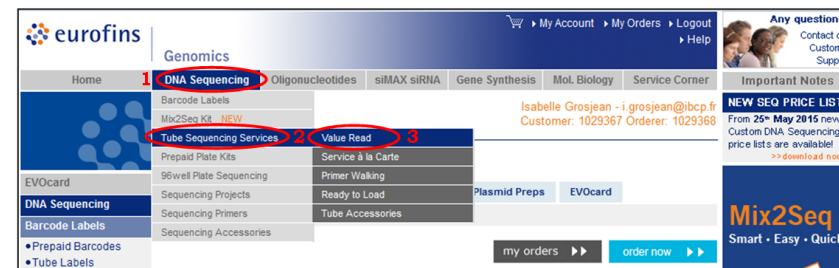 My Account My Orders Logout
Help
eurofins
Genomics
Any question
Contact
Custom
Supp
Home
1
DNA Sequencing
Oligonucleotides
siMAX siRNA
Gene Synthesis
Mol. Biology
Service Corner
Important Notes
Barcode Labels
Mix2Seq Kit NEW
Tube Sequencing Services 2
Prepaid Plate Kits
96well Plate Sequencing
Sequencing Projects
Sequencing Primers
Sequencing Accessories
Value Read 3
Service à la Carte
Primer Walking
Ready to Load
Tube Accessories
Isabelle Grosjean - i.grosjean@ibcp.fr
Customer: 1029367 Orderer: 1029368
NEW SEQ PRICE LIST
From 25th May 2015 new
Custom DNA Sequencing
price lists are available!
>>download now
EVOcard
DNA Sequencing
Barcode Labels
•Prepaid Barcodes
•Tube Labels
Plasmid Preps
EVOcard
my orders
order now
Mix2Seq
Smart · Easy · Quick